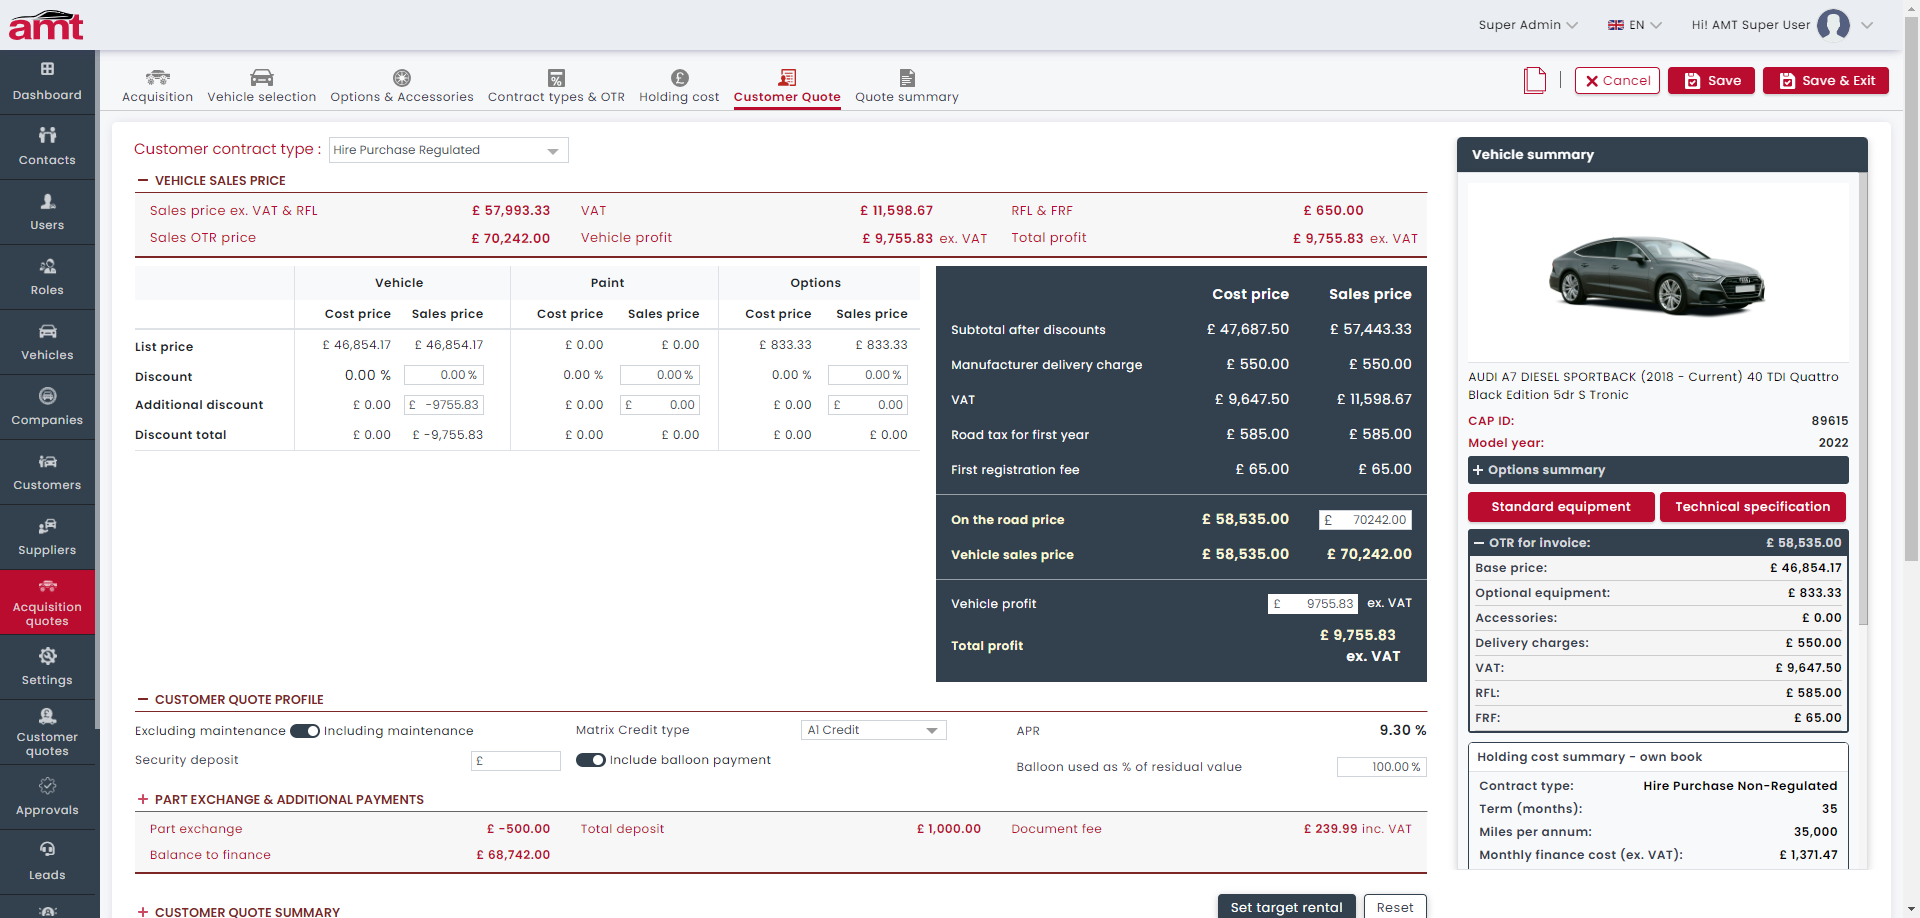 amt
Super Admin
EN
Hi! AMT Super User
Dashboard
Contacts
Users
Roles
Vehicles
Companies
Customers
Suppliers
Acquisition
quotes
Settings
Customer
quotes
Approvals
Leads
Acquisition
Vehicle selection
Options & Accessories
Contract types & OTR
Holding cost
Customer Quote
Quote summary
Cancel
Save
Save & Exit
Customer contract type : Hire Purchase Regulated
VEHICLE SALES PRICE
Sales price ex. VAT & RFL £ 57,993.33 VAT £ 11,598.67 RFL & FRF £ 650.00
Sales OTR price £ 70,242.00 Vehicle profit £ 9,755.83 ex. VAT Total profit £ 9,755.83 ex. VAT
Vehicle Paint Options
Cost price Sales price Cost price Sales price Cost price Sales price
List price £ 46,854.17 £ 46,854.17 £ 0.00 £ 0.00 £ 833.33 £ 833.33
Discount 0.00 % 0.00 % 0.00 % 0.00 % 0.00 % 0.00 %
Additional discount £ 0.00 £ -9755.83 £ 0.00 £ 0.00 £ 0.00 £ 0.00
Discount total £ 0.00 £ -9,755.83 £ 0.00 £ 0.00 £ 0.00 £ 0.00
Cost price Sales price
Subtotal after discounts £ 47,687.50 £ 57,443.33
Manufacturer delivery charge £ 550.00 £ 550.00
VAT £ 9,647.50 £ 11,598.67
Road tax for first year £ 585.00 £ 585.00
First registration fee £ 65.00 £ 65.00
On the road price £ 58,535.00 £ 70242.00
Vehicle sales price £ 58,535.00 £ 70,242.00
Vehicle profit £ 9755.83 ex. VAT
Total profit £ 9,755.83
ex. VAT
CUSTOMER QUOTE PROFILE
Excluding maintenance Including maintenance Matrix Credit type A1 Credit APR 9.30 %
Security deposit £ Include balloon payment Balloon used as % of residual value 100.00 %
PART EXCHANGE & ADDITIONAL PAYMENTS
Part exchange £ -500.00 Total deposit £ 1,000.00 Document fee £ 239.99 inc. VAT
Balance to finance £ 68,742.00
CUSTOMER QUOTE SUMMARY
Set target rental
Reset
Vehicle summary
AUDI A7 DIESEL SPORTBACK (2018 - Current) 40 TDI Quattro
Black Edition 5dr S Tronic
CAP ID: 89615
Model year: 2022
Options summary
Standard equipment
Technical specification
OTR for invoice: £ 58,535.00
Base price: £ 46,854.17
Optional equipment: £ 833.33
Accessories: £ 0.00
Delivery charges: £ 550.00
VAT: £ 9,647.50
RFL: £ 585.00
FRF: £ 65.00
Holding cost summary - own book
Contract type: Hire Purchase Non-Regulated
Term (months): 35
Miles per annum: 35,000
Monthly finance cost (ex. VAT): £ 1,371.47